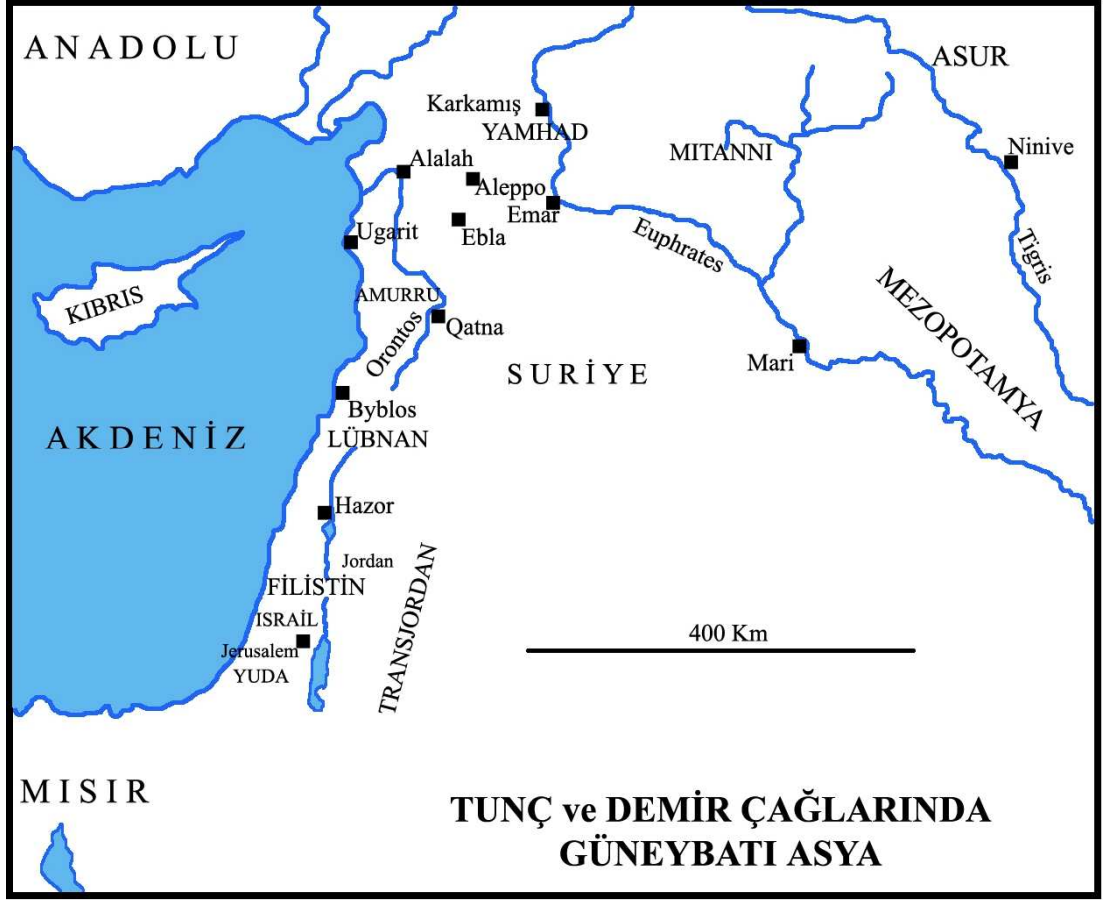 ANADOLU
ASUR
Karkamış
YAMHAD
MITANNI
Ninive
Alalah
Aleppo
Emar
Ugarit
Ebla
Euphrates
Tigris
KIBRIS
AMURRU
MEZOPOTAMYA
Qatna
Orontos
SURİYE
Mari
Byblos
AKDENİZ
LÜBNAN
Hazor
Jordan
FİLİSTİN
TRANSJORDAN
ISRAİL
Jerusalem
YUDA
400 Km
MISIR
TUNÇ ve DEMİR ÇAĞLARINDA
GÜNEYBATI ASYA